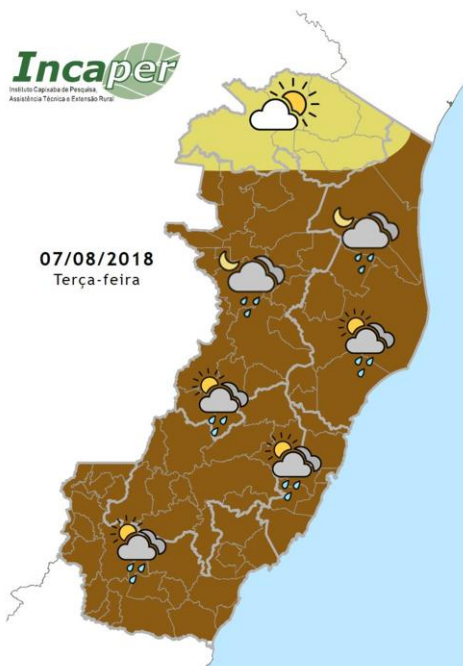 Incaper
Instituto Capixaba de Pesquisa,
Assistência Técnica e Extensão Rural
07/08/2018
Terça-feira